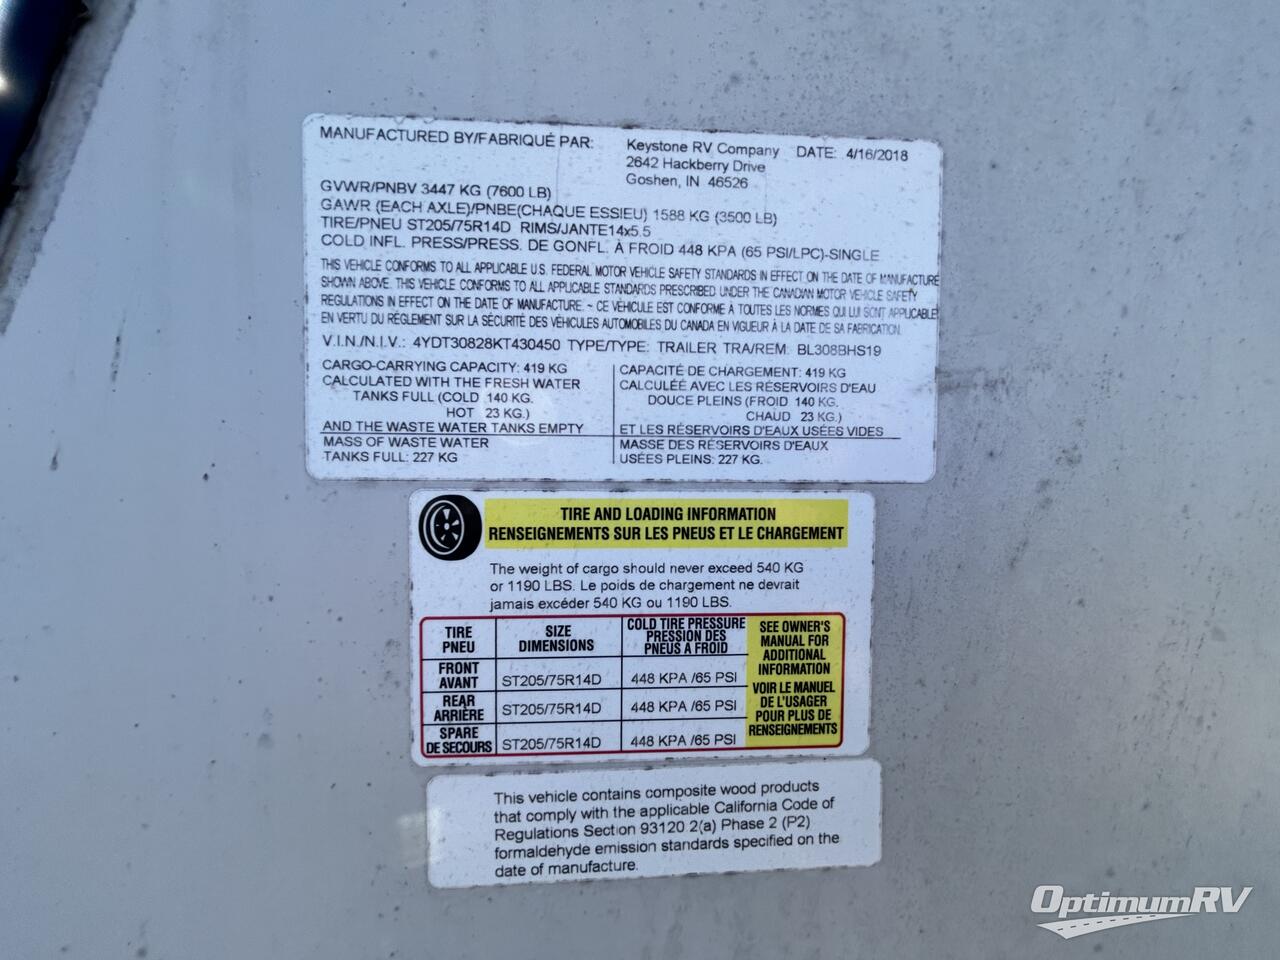 MANUFACTURED BY/FABRIQUÉ PAR: Keystone RV Company DATE: 4/16/2018
2642 Hackberry Drive
Goshen, IN 46526
GVWR/PNBV 3447 KG (7600 LB)
GAWR (EACH AXLE)/PNBE(CHAQUE ESSIEU) 1588 KG (3500 LB)
TIRE/PNEU ST205/75R14D RIMS/JANTE14x5.5
COLD INFL. PRESS/PRESS. DE GONFL. À FROID 448 KPA (65 PSI/LPC)-SINGLE
THIS VEHICLE CONFORMS TO ALL APPLICABLE U.S. FEDERAL MOTOR VEHICLE SAFETY STANDARDS IN EFFECT ON THE DATE OF MANUFACTURE
SHOWN ABOVE. THIS VEHICLE CONFORMS TO ALL APPLICABLE STANDARDS PRESCRIBED UNDER THE CANADIAN MOTOR VEHICLE SAFETY
REGULATIONS IN EFFECT ON THE DATE OF MANUFACTURE. ~ CE VÉHICULE EST CONFORME À TOUTES LES NORMES QUI LUI SONT APPLICABLE
EN VERTU DU RÈGLEMENT SUR LA SÉCURITÉ DES VÉHICULES AUTOMOBILES DU CANADA EN VIGUEUR À LA DATE DE SA FABRICATION.
V.I.N./N.I.V.: 4YDT30828KT430450 TYPE/TYPE: TRAILER TRA/REM: BL308BHS19
CARGO-CARRYING CAPACITY: 419 KG
CALCULATED WITH THE FRESH WATER
TANKS FULL (COLD 140 KG.
HOT 23 KG.)
AND THE WASTE WATER TANKS EMPTY
MASS OF WASTE WATER
TANKS FULL: 227 KG
CAPACITÉ DE CHARGEMENT: 419 KG
CALCULÉE AVEC LES RÉSERVOIRS D'EAU
DOUCE PLEINS (FROID 140 KG.
CHAUD 23 KG.)
ET LES RÉSERVOIRS D'EAUX USÉES VIDES
MASSE DES RÉSERVOIRS D'EAUX
USÉES PLEINS: 227 KG.
TIRE AND LOADING INFORMATION
RENSEIGNEMENTS SUR LES PNEUS ET LE CHARGEMENT
The weight of cargo should never exceed 540 KG
or 1190 LBS. Le poids de chargement ne devrait
jamais excéder 540 KG ou 1190 LBS.
TIRE
PNEU
SIZE
DIMENSIONS
COLD TIRE PRESSURE
PRESSION DES
PNEUS A FROID
FRONT
AVANT
ST205/75R14D
448 KPA /65 PSI
REAR
ARRIÈRE
ST205/75R14D
448 KPA /65 PSI
SPARE
DE SECOURS
ST205/75R14D
448 KPA /65 PSI
SEE OWNER'S
MANUAL FOR
ADDITIONAL
INFORMATION
VOIR LE MANUEL
DE L'USAGER
POUR PLUS DE
RENSEIGNEMENTS
This vehicle contains composite wood products
that comply with the applicable California Code of
Regulations Section 93120 2(a) Phase 2 (P2)
formaldehyde emission standards specified on the
date of manufacture.
OptimumRV